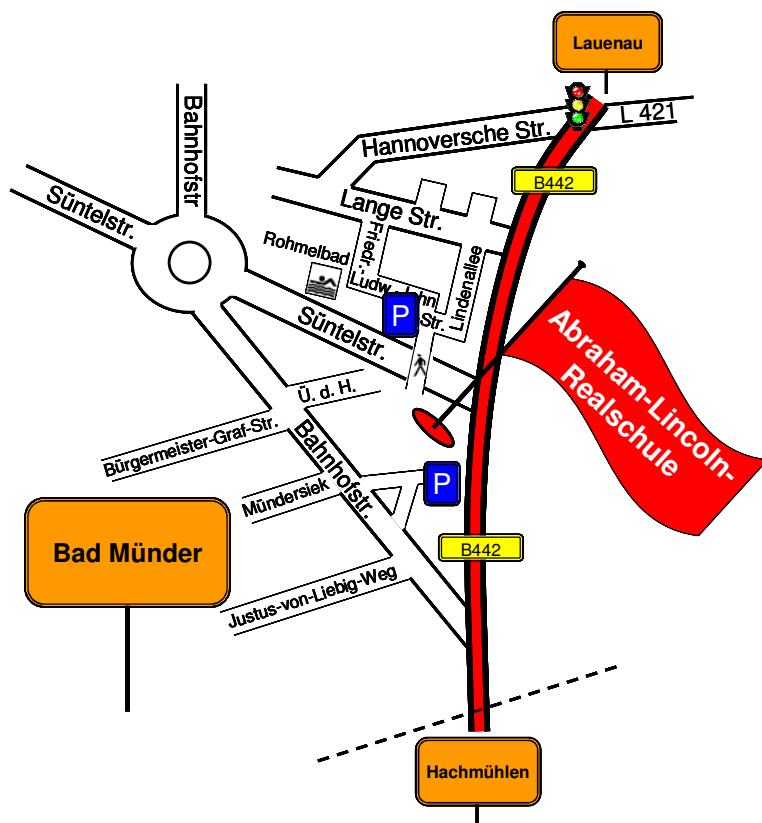 Lauenau
L 421
Hannoversche Str.
B442
Bahnhofstr
Süntelstr.
Lange Str.
Friedr.-
Ludw.-Jahn
Str.
Lindenallee
Rohmelbad
P
Süntelstr.
Abraham-Lincoln-
Realschule
Ü. d. H.
Bürgermeister-Graf-Str.
Bahnhofstr.
Mündersiek
P
Bad Münder
B442
Justus-von-Liebig-Weg
Hachmühlen